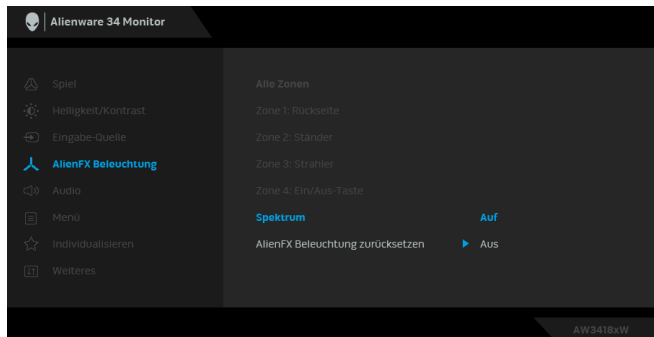 Alienware 34 Monitor
Spiel
Alle Zonen
Helligkeit/Kontrast
Zone 1: Rückseite
Eingabe-Quelle
Zone 2: Ständer
AlienFX Beleuchtung
Zone 3: Strahler
Audio
Zone 4: Ein/Aus-Taste
Menü
Spektrum Auf
Individualisieren
AlienFX Beleuchtung zurücksetzen Aus
Weiteres
AW3418xW